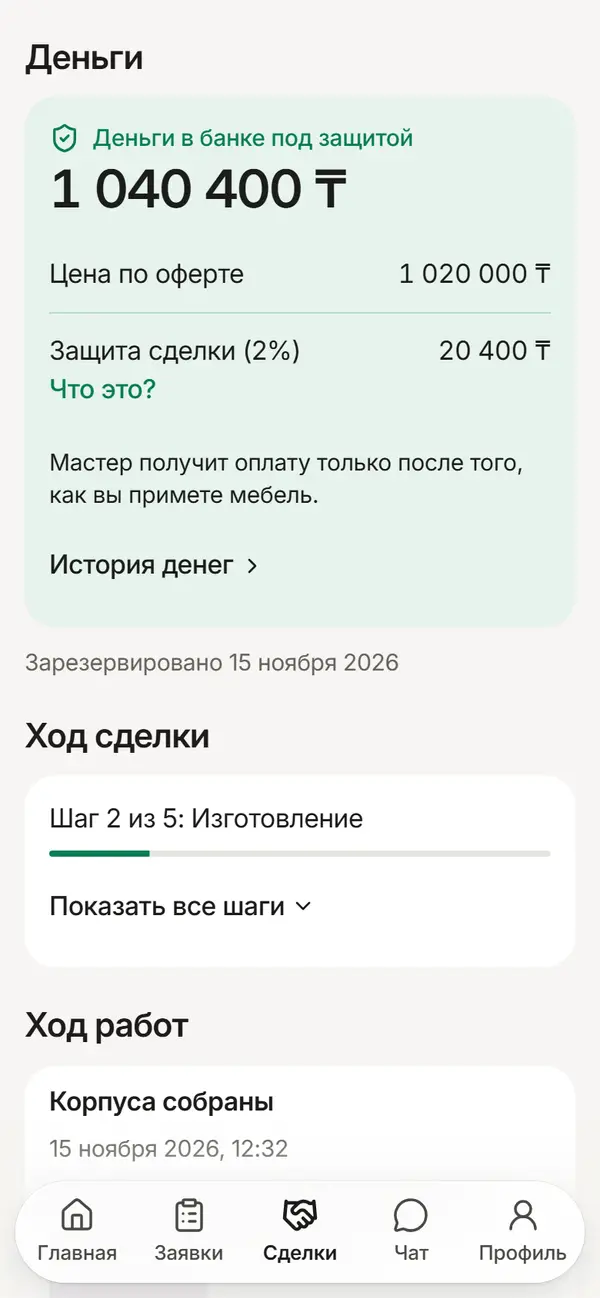 Деньги
Деньги в банке под защитой
1 040 400 ₸
Цена по оферте 1 020 000 ₸
Защита сделки (2%) 20 400 ₸
Что это?
Мастер получит оплату только после того,
как вы примете мебель.
История денег
Зарезервировано 15 ноября 2026
Ход сделки
Шаг 2 из 5: Изготовление
Показать все шаги
Ход работ
Корпуса собраны
15 ноября 2026, 12:32
Главная Заявки Сделки Чат Профиль